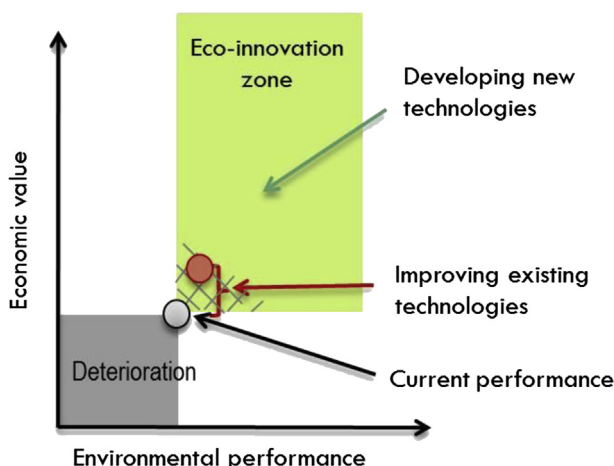 Eco-innovation
zone
Developing new
technologies
Economic value
Improving existing
technologies
Deterioration
Current performance
Environmental performance